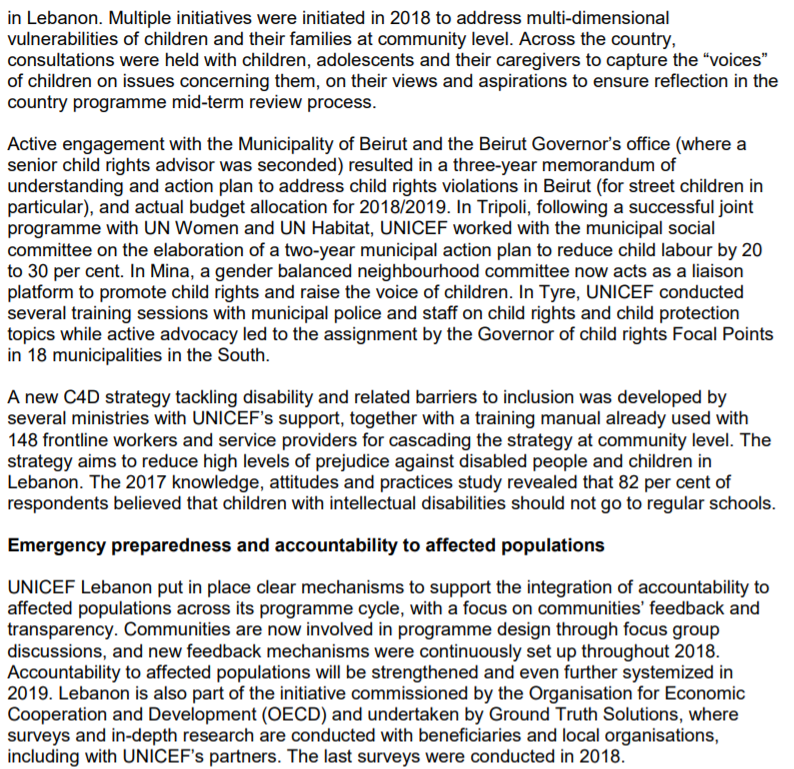 in Lebanon. Multiple initiatives were initiated in 2018 to address multi-dimensional
vulnerabilities of children and their families at community level. Across the country,
consultations were held with children, adolescents and their caregivers to capture the “voices”
of children on issues concerning them, on their views and aspirations to ensure reflection in the
country programme mid-term review process.
Active engagement with the Municipality of Beirut and the Beirut Governor’s office (where a
senior child rights advisor was seconded) resulted in a three-year memorandum of
understanding and action plan to address child rights violations in Beirut (for street children in
particular), and actual budget allocation for 2018/2019. In Tripoli, following a successful joint
programme with UN Women and UN Habitat, UNICEF worked with the municipal social
committee on the elaboration of a two-year municipal action plan to reduce child labour by 20
to 30 per cent. In Mina, a gender balanced neighbourhood committee now acts as a liaison
platform to promote child rights and raise the voice of children. In Tyre, UNICEF conducted
several training sessions with municipal police and staff on child rights and child protection
topics while active advocacy led to the assignment by the Governor of child rights Focal Points
in 18 municipalities in the South.
A new C4D strategy tackling disability and related barriers to inclusion was developed by
several ministries with UNICEF’s support, together with a training manual already used with
148 frontline workers and service providers for cascading the strategy at community level. The
strategy aims to reduce high levels of prejudice against disabled people and children in
Lebanon. The 2017 knowledge, attitudes and practices study revealed that 82 per cent of
respondents believed that children with intellectual disabilities should not go to regular schools.
Emergency preparedness and accountability to affected populations
UNICEF Lebanon put in place clear mechanisms to support the integration of accountability to
affected populations across its programme cycle, with a focus on communities’ feedback and
transparency. Communities are now involved in programme design through focus group
discussions, and new feedback mechanisms were continuously set up throughout 2018.
Accountability to affected populations will be strengthened and even further systemized in
2019. Lebanon is also part of the initiative commissioned by the Organisation for Economic
Cooperation and Development (OECD) and undertaken by Ground Truth Solutions, where
surveys and in-depth research are conducted with beneficiaries and local organisations,
including with UNICEF’s partners. The last surveys were conducted in 2018.